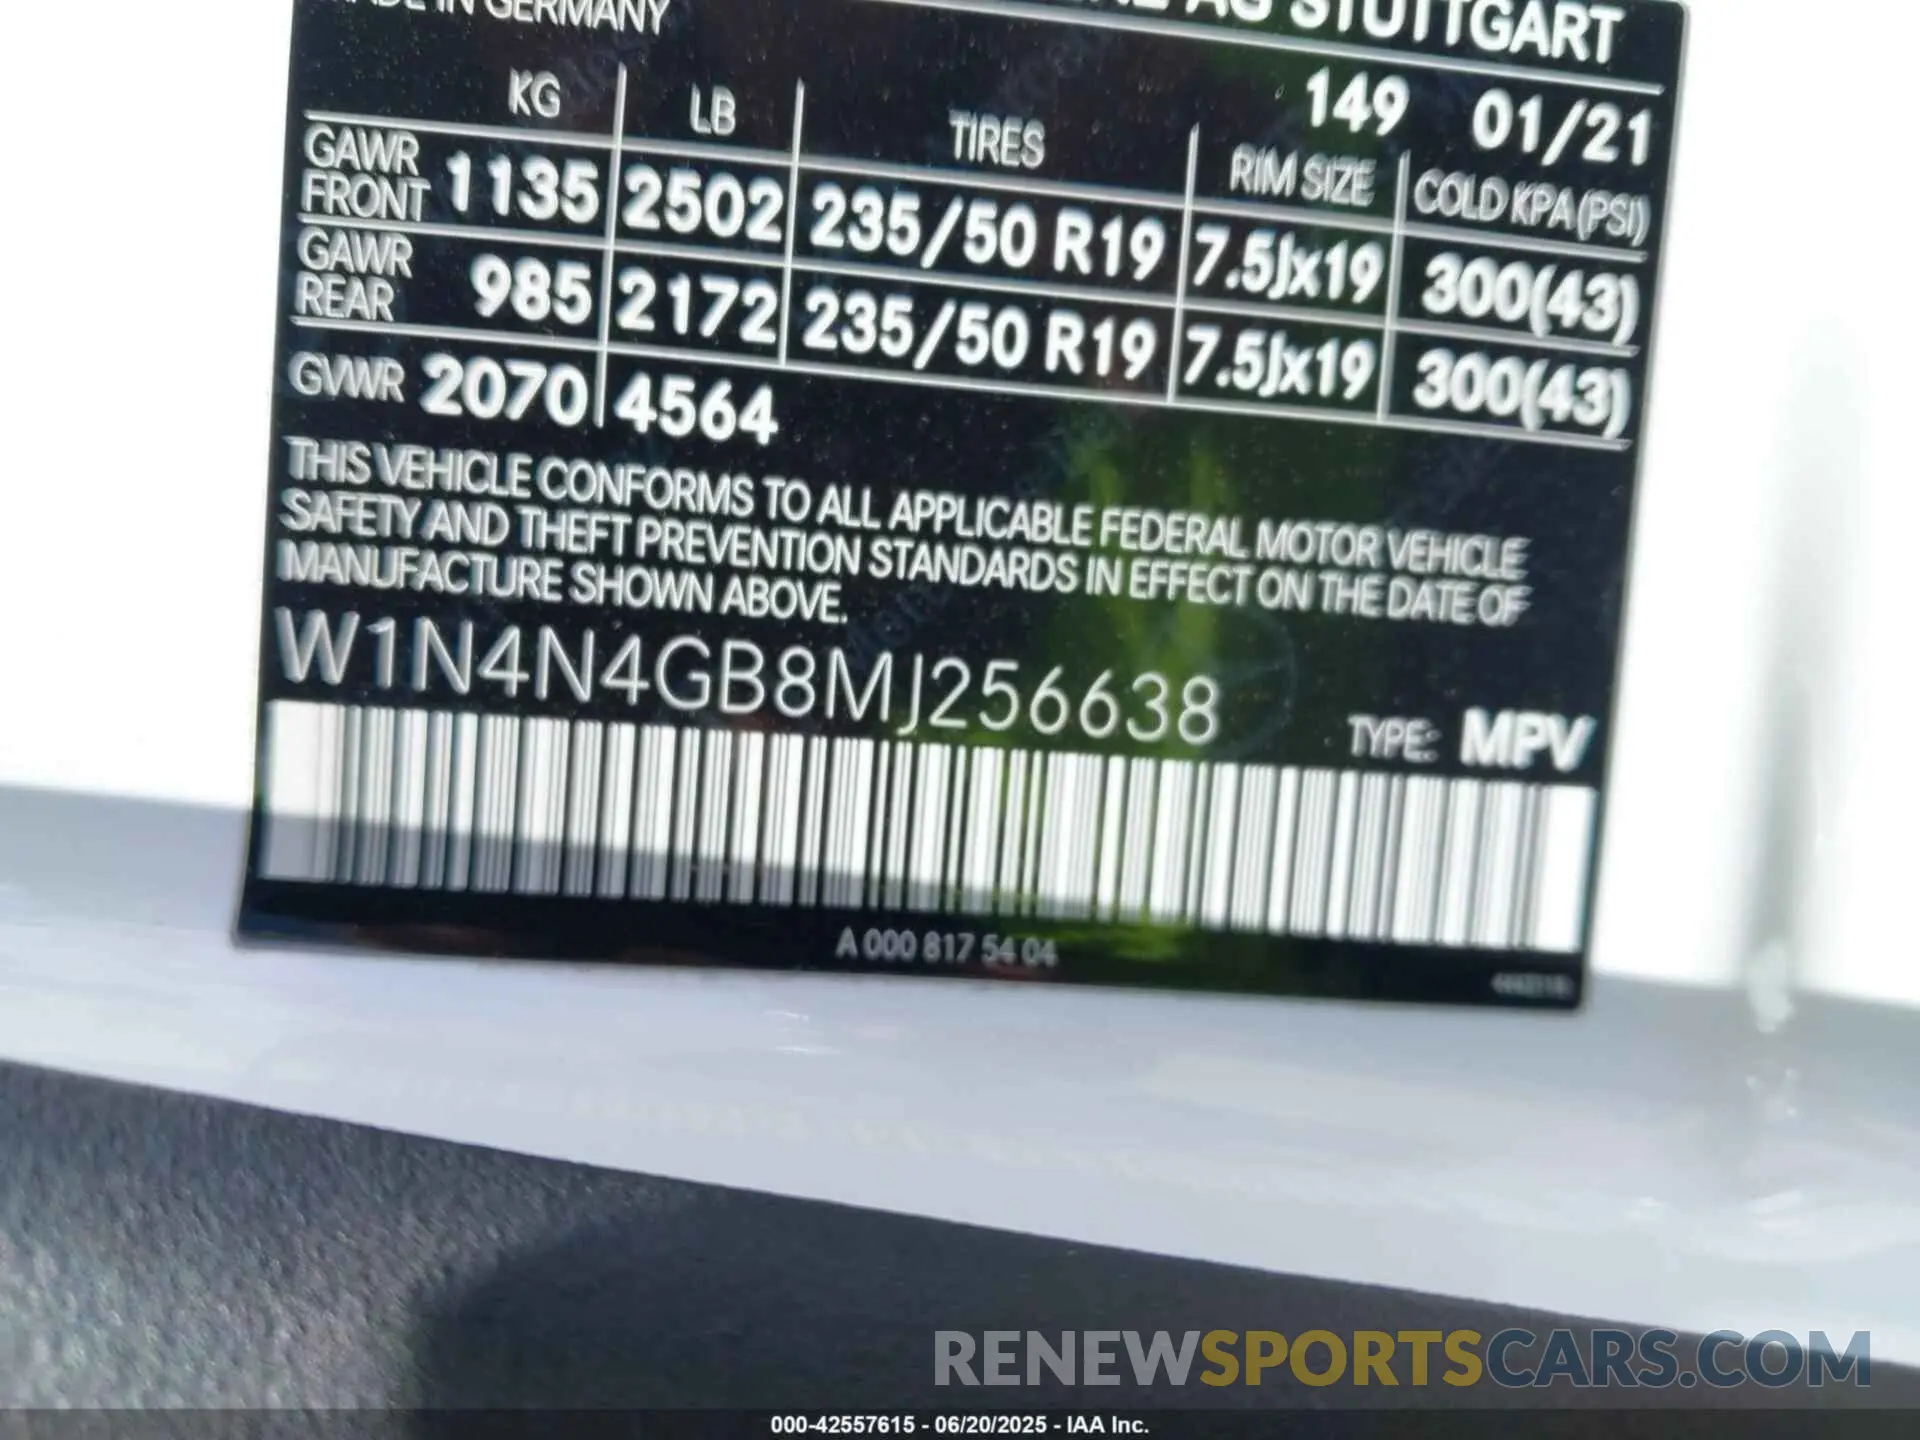 IN GERMANY
AG STUTTGART
149 01/21
KG LB TIRES RIM SIZE COLD KPA(PSI)
GAWR FRONT 1135 2502 235/50 R19 7.5Jx19 300(43)
GAWR REAR 985 2172 235/50 R19 7.5Jx19 300(43)
GVWR 2070 4564
THIS VEHICLE CONFORMS TO ALL APPLICABLE FEDERAL MOTOR VEHICLE
SAFETY AND THEFT PREVENTION STANDARDS IN EFFECT ON THE DATE OF
MANUFACTURE SHOWN ABOVE.
W1N4N4GB8MJ256638
TYPE: MPV
A 000 817 54 04
RENEWSPORTSCARS.COM
000-42557615 - 06/20/2025 - IAA Inc.